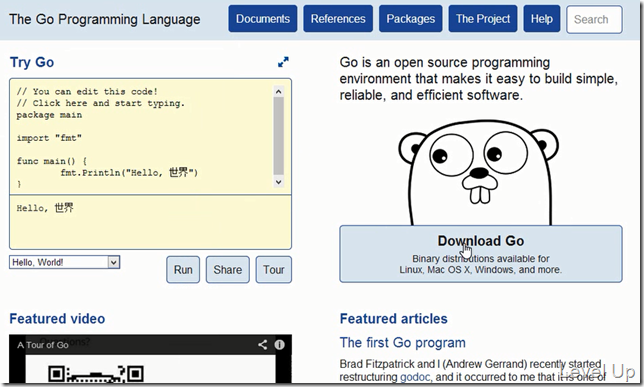 The Go Programming Language
Documents
References
Packages
The Project
Help
Search
Try Go
// You can edit this code!
// Click here and start typing.
package main
import "fmt"
func main() {
fmt.Println("Hello, 世界")
}
Hello, 世界
Hello, World!
Run
Share
Tour
Go is an open source programming
environment that makes it easy to build simple,
reliable, and efficient software.
Download Go
Binary distributions available for
Linux, Mac OS X, Windows, and more.
Featured video
A Tour of Go
Featured articles
The first Go program
Brad Fitzpatrick and I (Andrew Gerrand) recently started
restructuring godoc, and it occurred to me that it is one of
Level Up